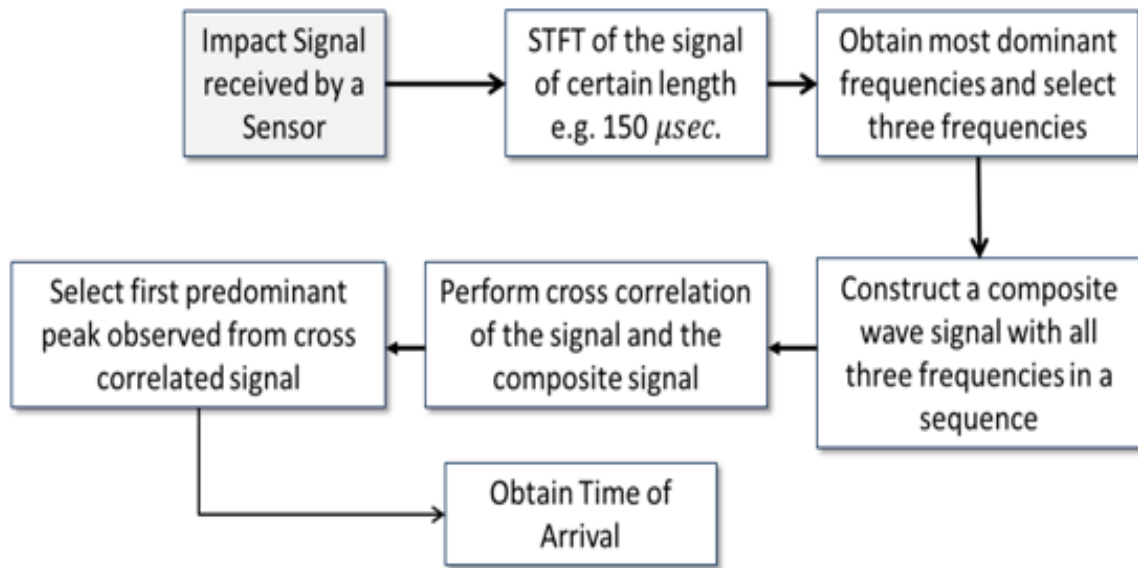 Impact Signal
received by a
Sensor
STFT of the signal
of certain length
e.g. 150 μsec.
Obtain most dominant
frequencies and select
three frequencies
Construct a composite
wave signal with all
three frequencies in a
sequence
Perform cross correlation
of the signal and the
composite signal
Select first predominant
peak observed from cross
correlated signal
Obtain Time of
Arrival